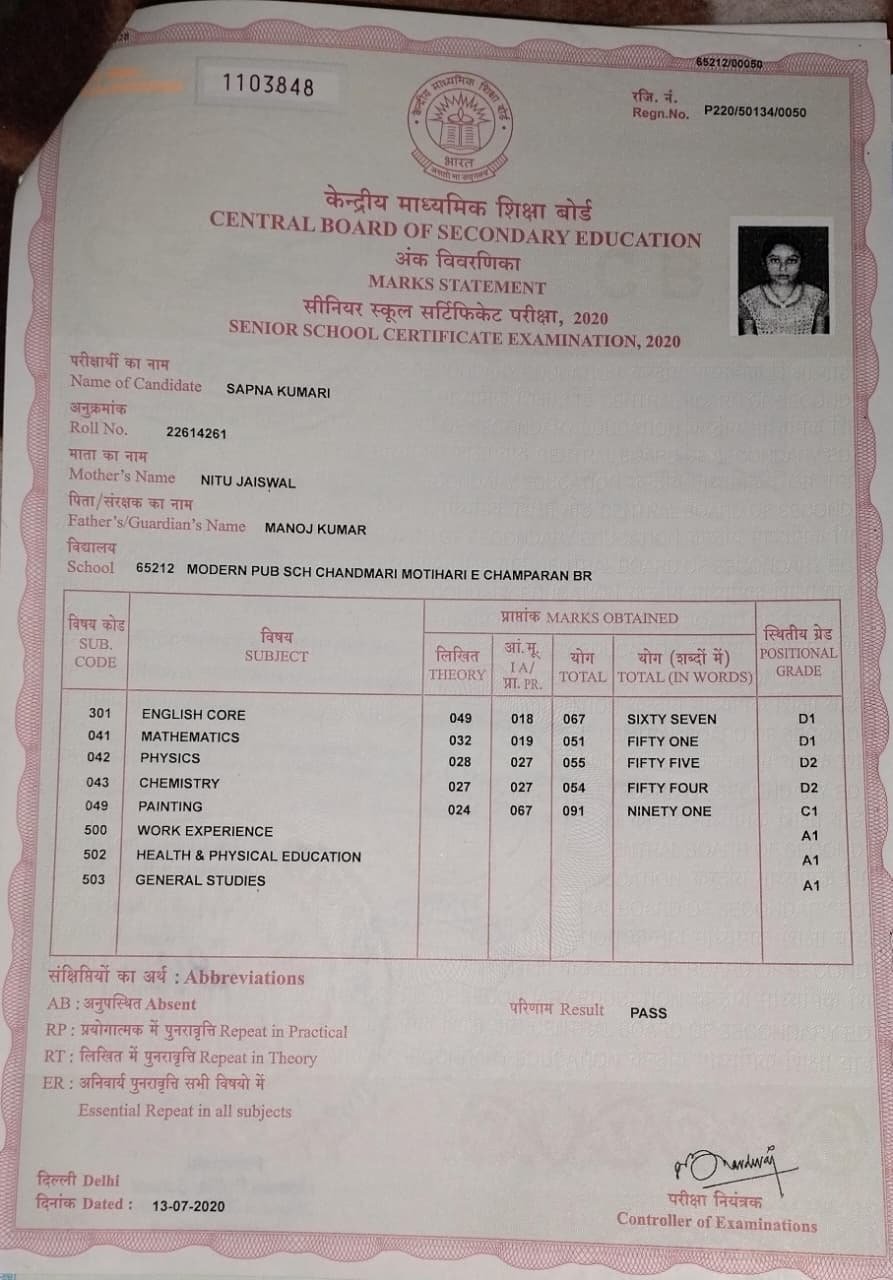 65212/00050
1103848
रजि. नं.
Regn.No. P220/50134/0050
केन्द्रीय माध्यमिक शिक्षा बोर्ड
भारत
असतो मा सद्गमय
केन्द्रीय माध्यमिक शिक्षा बोर्ड
CENTRAL BOARD OF SECONDARY EDUCATION
अंक विवरणिका
MARKS STATEMENT
सीनियर स्कूल सर्टिफिकेट परीक्षा, 2020
SENIOR SCHOOL CERTIFICATE EXAMINATION, 2020
परीक्षार्थी का नाम
Name of Candidate SAPNA KUMARI
अनुक्रमांक
Roll No. 22614261
माता का नाम
Mother's Name NITU JAISWAL
पिता/संरक्षक का नाम
Father's/Guardian's Name MANOJ KUMAR
विद्यालय
School 65212 MODERN PUB SCH CHANDMARI MOTIHARI E CHAMPARAN BR
विषय कोड
SUB. CODE
विषय
SUBJECT
प्राप्तांक MARKS OBTAINED
लिखित
THEORY
आं.मू.
I A/
प्रा. PR.
योग
TOTAL
योग (शब्दों में)
TOTAL (IN WORDS)
स्थितीय ग्रेड
POSITIONAL
GRADE
301 ENGLISH CORE 049 018 067 SIXTY SEVEN D1
041 MATHEMATICS 032 019 051 FIFTY ONE D1
042 PHYSICS 028 027 055 FIFTY FIVE D2
043 CHEMISTRY 027 027 054 FIFTY FOUR D2
049 PAINTING 024 067 091 NINETY ONE C1
500 WORK EXPERIENCE A1
502 HEALTH & PHYSICAL EDUCATION A1
503 GENERAL STUDIES A1
संक्षिप्तियों का अर्थ : Abbreviations
AB : अनुपस्थित Absent
परिणाम Result PASS
RP : प्रयोगात्मक में पुनरावृत्ति Repeat in Practical
RT : लिखित में पुनरावृत्ति Repeat in Theory
ER : अनिवार्य पुनरावृत्ति सभी विषयो में
Essential Repeat in all subjects
दिल्ली Delhi
दिनांक Dated : 13-07-2020
परीक्षा नियंत्रक
Controller of Examinations